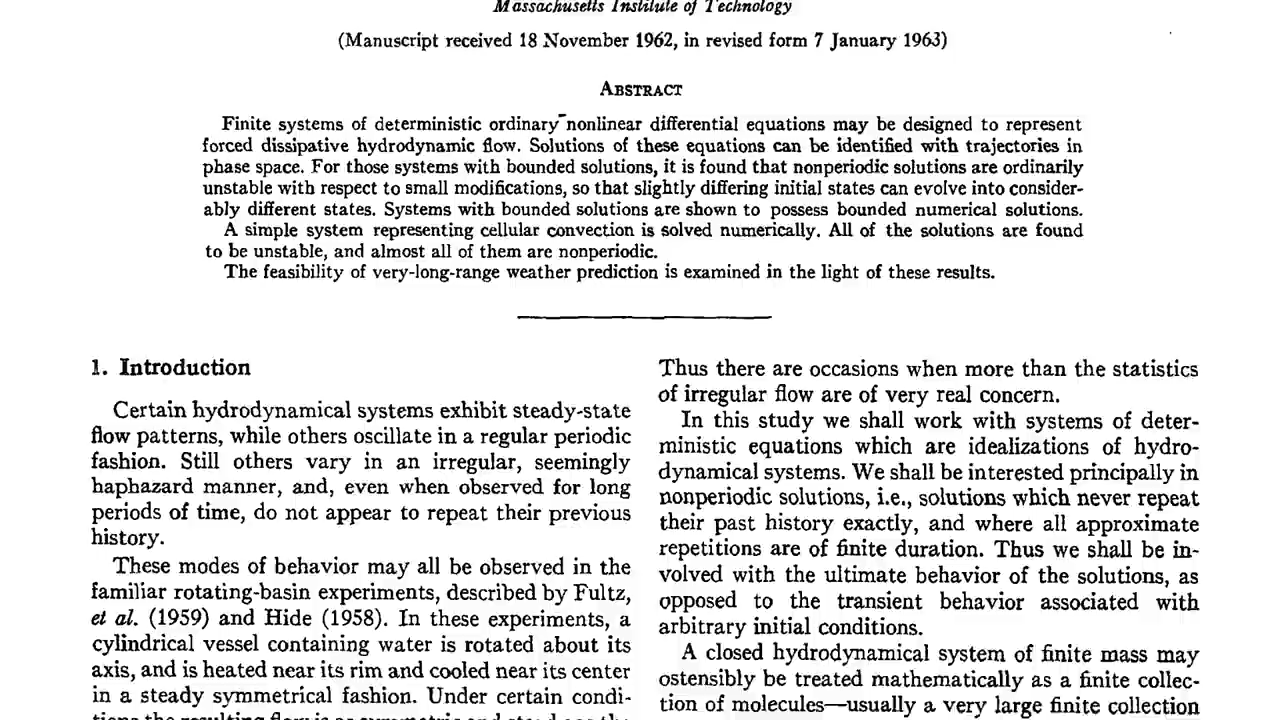 Massachusetts Institute of Technology
(Manuscript received 18 November 1962, in revised form 7 January 1963)
ABSTRACT
Finite systems of deterministic ordinary nonlinear differential equations may be designed to represent
forced dissipative hydrodynamic flow. Solutions of these equations can be identified with trajectories in
phase space. For those systems with bounded solutions, it is found that nonperiodic solutions are ordinarily
unstable with respect to small modifications, so that slightly differing initial states can evolve into consider-
ably different states. Systems with bounded solutions are shown to possess bounded numerical solutions.
A simple system representing cellular convection is solved numerically. All of the solutions are found
to be unstable, and almost all of them are nonperiodic.
The feasibility of very-long-range weather prediction is examined in the light of these results.
1. Introduction
Certain hydrodynamical systems exhibit steady-state
flow patterns, while others oscillate in a regular periodic
fashion. Still others vary in an irregular, seemingly
haphazard manner, and, even when observed for long
periods of time, do not appear to repeat their previous
history.
These modes of behavior may all be observed in the
familiar rotating-basin experiments, described by Fultz,
et al. (1959) and Hide (1958). In these experiments, a
cylindrical vessel containing water is rotated about its
axis, and is heated near its rim and cooled near its center
in a steady symmetrical fashion. Under certain condi-
Thus there are occasions when more than the statistics
of irregular flow are of very real concern.
In this study we shall work with systems of deter-
ministic equations which are idealizations of hydro-
dynamical systems. We shall be interested principally in
nonperiodic solutions, i.e., solutions which never repeat
their past history exactly, and where all approximate
repetitions are of finite duration. Thus we shall be in-
volved with the ultimate behavior of the solutions, as
opposed to the transient behavior associated with
arbitrary initial conditions.
A closed hydrodynamical system of finite mass may
ostensibly be treated mathematically as a finite collec-
tion of molecules—usually a very large finite collection